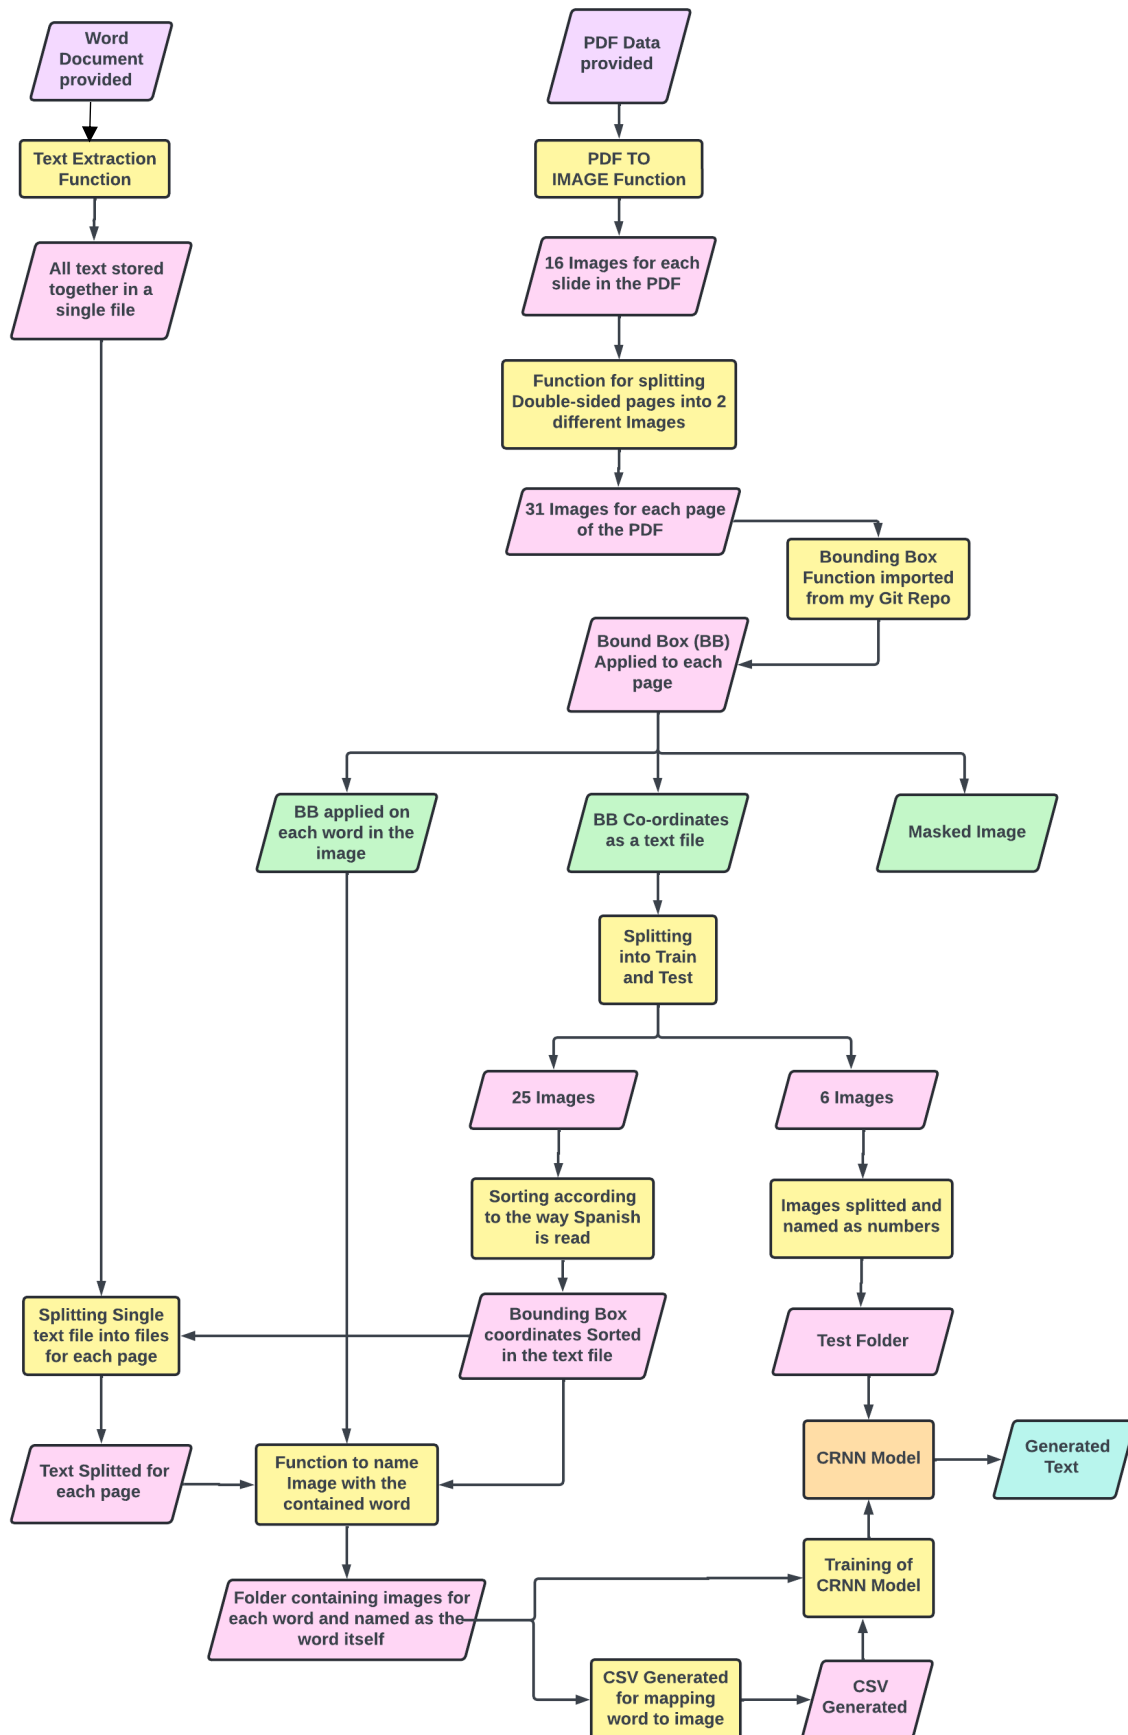 Word
Document
provided
PDF Data
provided
Text Extraction
Function
PDF TO
IMAGE Function
All text stored
together in a
single file
16 Images for each
slide in the PDF
Function for splitting
Double-sided pages into 2
different Images
31 Images for each page
of the PDF
Bounding Box
Function imported
from my Git Repo
Bound Box (BB)
Applied to each
page
BB applied on
each word in the
image
BB Co-ordinates
as a text file
Masked Image
Splitting
into Train
and Test
25 Images
6 Images
Sorting according
to the way Spanish
is read
Images splitted and
named as numbers
Splitting Single
text file into files
for each page
Bounding Box
coordinates Sorted
in the text file
Test Folder
Text Splitted for
each page
Function to name
Image with the
contained word
CRNN Model
Generated
Text
Folder containing images for
each word and named as the
word itself
Training of
CRNN Model
CSV Generated
for mapping
word to image
CSV
Generated